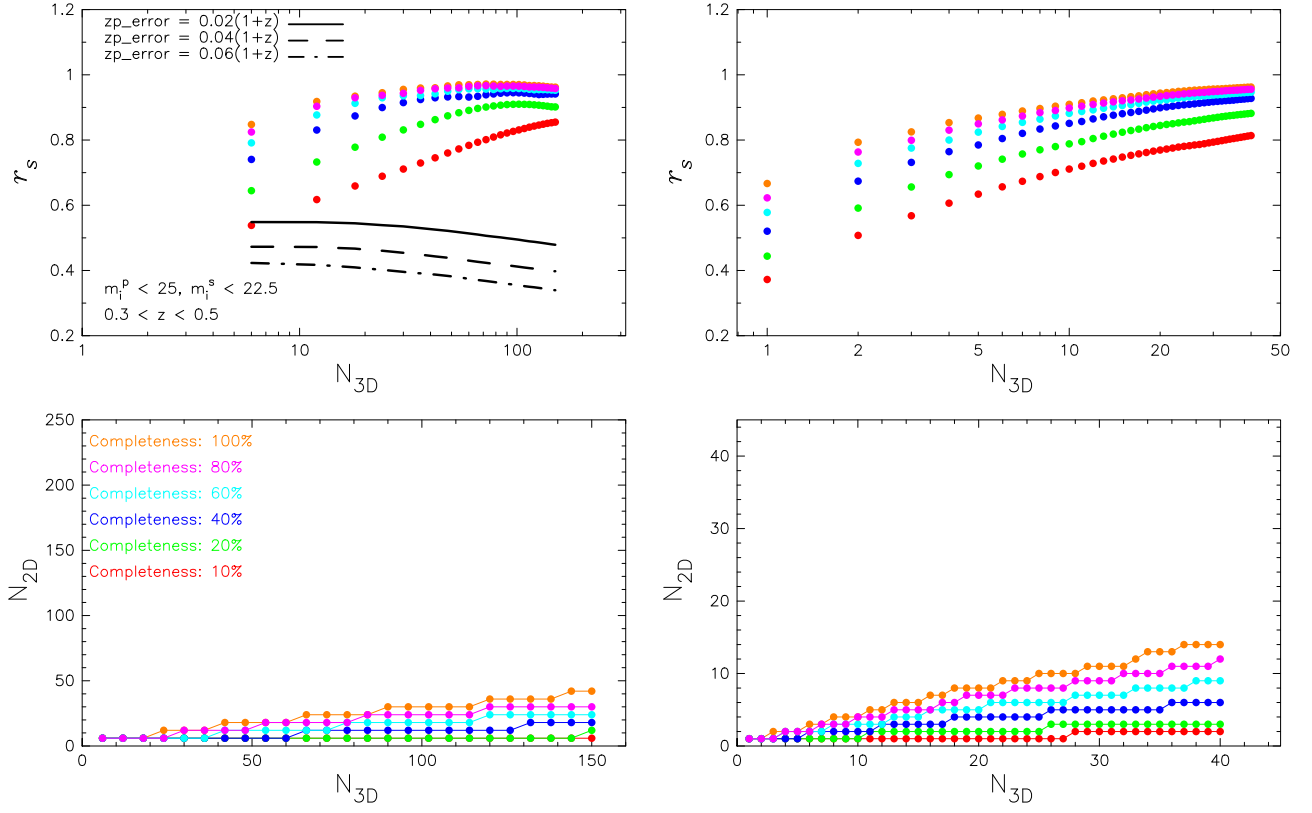 zp_error = 0.02(1+z)
zp_error = 0.04(1+z)
zp_error = 0.06(1+z)
1.2
1
0.8
0.6
0.4
0.2
r_s
m_i^p < 25, m_i^s < 22.5
0.3 < z < 0.5
1
10
100
N_3D
1.2
1
0.8
0.6
0.4
0.2
r_s
1
2
5
10
20
50
N_3D
250
200
150
100
50
0
N_2D
Completeness: 100%
Completeness: 80%
Completeness: 60%
Completeness: 40%
Completeness: 20%
Completeness: 10%
0
50
100
150
N_3D
40
30
20
10
0
N_2D
0
10
20
30
40
N_3D